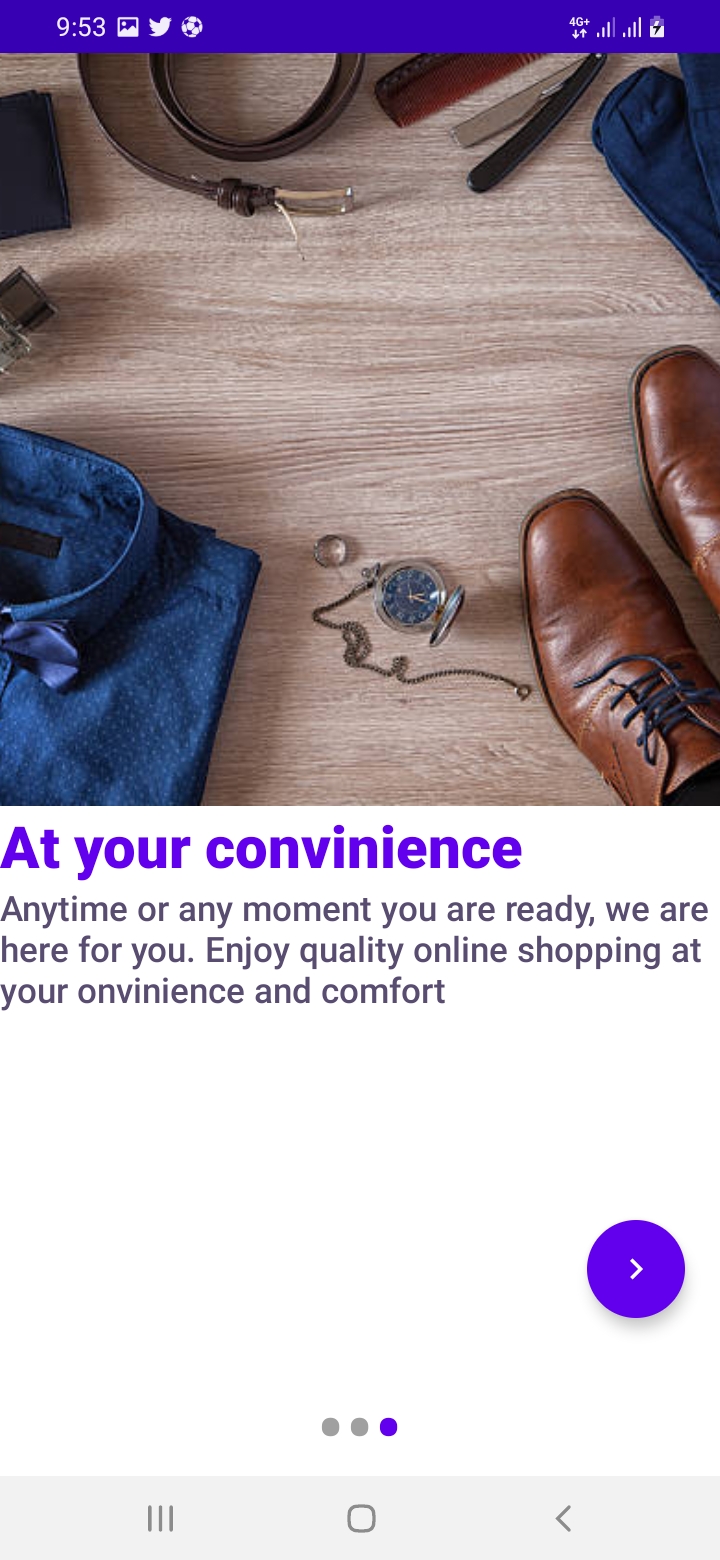 9:53
4G+
At your convinience
Anytime or any moment you are ready, we are
here for you. Enjoy quality online shopping at
your onvinience and comfort